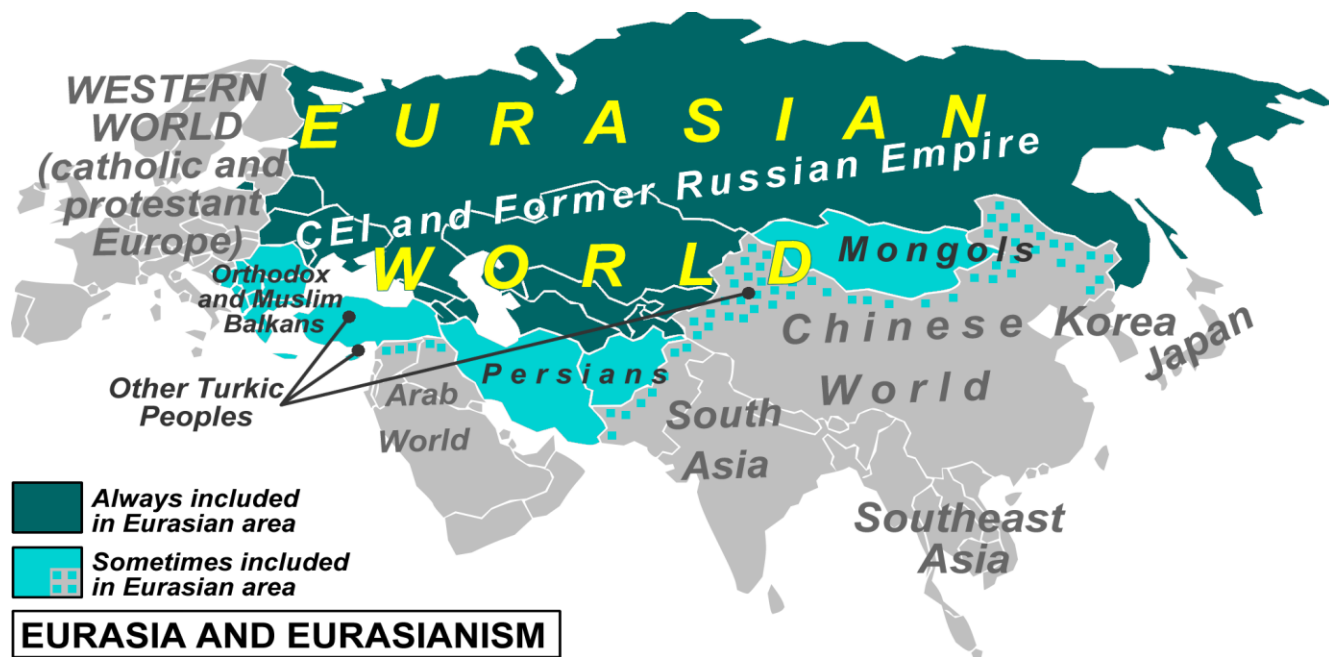 WESTERN
WORLD
(catholic and
protestant
Europe)
EURASIAN
CEI and Former Russian Empire
WORLD
Orthodox
and Muslim
Balkans
Mongols
Other Turkic
Peoples
Persians
Arab
World
Chinese
World
Korea
Japan
South
Asia
Southeast
Asia
Always included
in Eurasian area
Sometimes included
in Eurasian area
EURASIA AND EURASIANISM